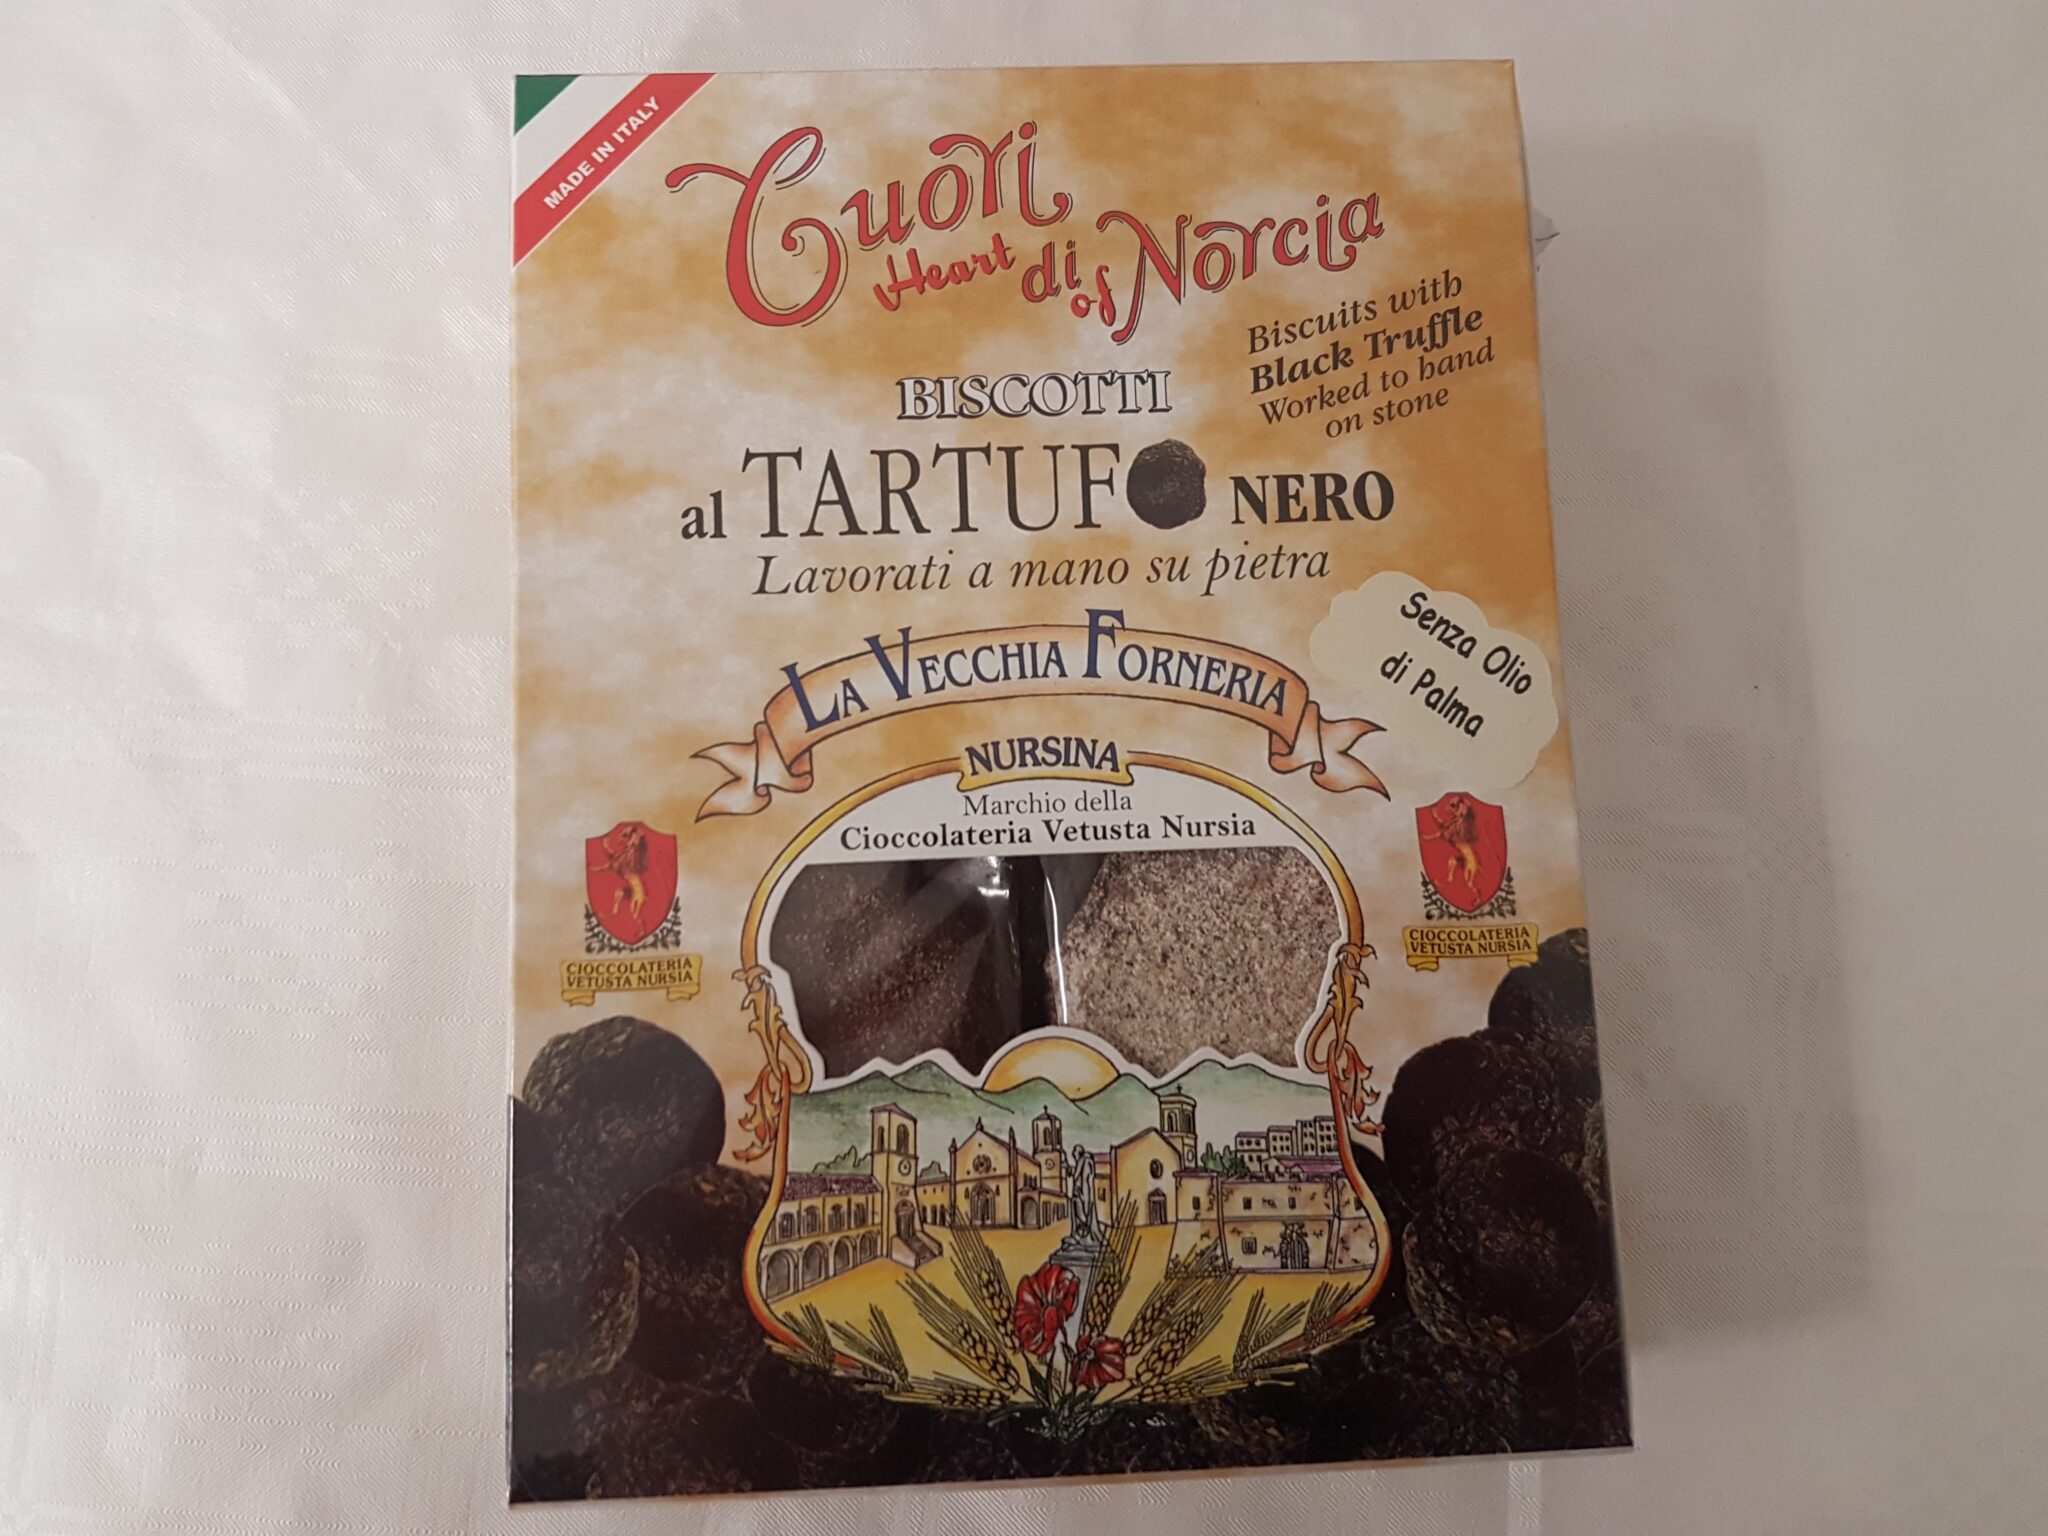 MADE IN ITALY
Cuori di Norcia
Heart of
Biscuits with
Black Truffle
Worked to hand
on stone
BISCOTTI
al TARTUFO NERO
Lavorati a mano su pietra
Senza Olio
di Palma
LA VECCHIA FORNERIA
NURSINA
Marchio della
Cioccolateria Vetusta Nursia
CIOCCOLATERIA
VETUSTA NURSIA
CIOCCOLATERIA
VETUSTA NURSIA